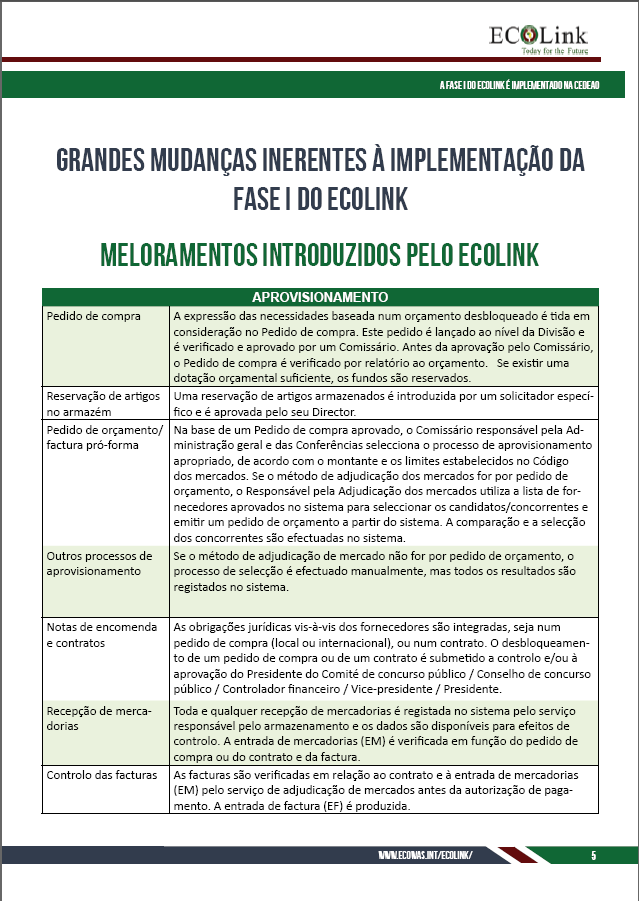 ECOLink
Today for the Future
A FASE I DO ECOLINK É IMPLEMENTADO NA CEDEAO
GRANDES MUDANÇAS INERENTES À IMPLEMENTAÇÃO DA
FASE I DO ECOLINK
MELORAMENTOS INTRODUZIDOS PELO ECOLINK
APROVISIONAMENTO
Pedido de compra
A expressão das necessidades baseada num orçamento desbloqueado é tida em
consideração no Pedido de compra. Este pedido é lançado ao nível da Divisão e
é verificado e aprovado por um Comissário. Antes da aprovação pelo Comissário,
o Pedido de compra é verificado por relatório ao orçamento. Se existir uma
dotação orçamental suficiente, os fundos são reservados.
Reservação de artigos
no armazém
Uma reservação de artigos armazenados é introduzida por um solicitador especí-
fico e é aprovada pelo seu Director.
Pedido de orçamento/
factura pró-forma
Na base de um Pedido de compra aprovado, o Comissário responsável pela Ad-
ministração geral e das Conferências selecciona o processo de aprovisionamento
apropriado, de acordo com o montante e os limites estabelecidos no Código
dos mercados. Se o método de adjudicação dos mercados for por pedido de
orçamento, o Responsável pela Adjudicação dos mercados utiliza a lista de for-
necedores aprovados no sistema para seleccionar os candidatos/concorrentes e
emitir um pedido de orçamento a partir do sistema. A comparação e a selecção
dos concorrentes são efectuadas no sistema.
Outros processos de
aprovisionamento
Se o método de adjudicação de mercado não for por pedido de orçamento, o
processo de selecção é efectuado manualmente, mas todos os resultados são
registados no sistema.
Notas de encomenda
e contratos
As obrigações jurídicas vis-à-vis dos fornecedores são integradas, seja num
pedido de compra (local ou internacional), ou num contrato. O desbloqueamen-
to de um pedido de compra ou de um contrato é submetido a controlo e/ou à
aprovação do Presidente do Comité de concurso público / Conselho de concurso
público / Controlador financeiro / Vice-presidente / Presidente.
Recepção de merca-
dorias
Toda e qualquer recepção de mercadorias é registada no sistema pelo serviço
responsável pelo armazenamento e os dados são disponíveis para efeitos de
controlo. A entrada de mercadorias (EM) é verificada em função do pedido de
compra ou do contrato e da factura.
Controlo das facturas
As facturas são verificadas em relação ao contrato e à entrada de mercadorias
(EM) pelo serviço de adjudicação de mercados antes da autorização de paga-
mento. A entrada de factura (EF) é produzida.
WWW.ECOWAS.INT/ECOLINK/
5